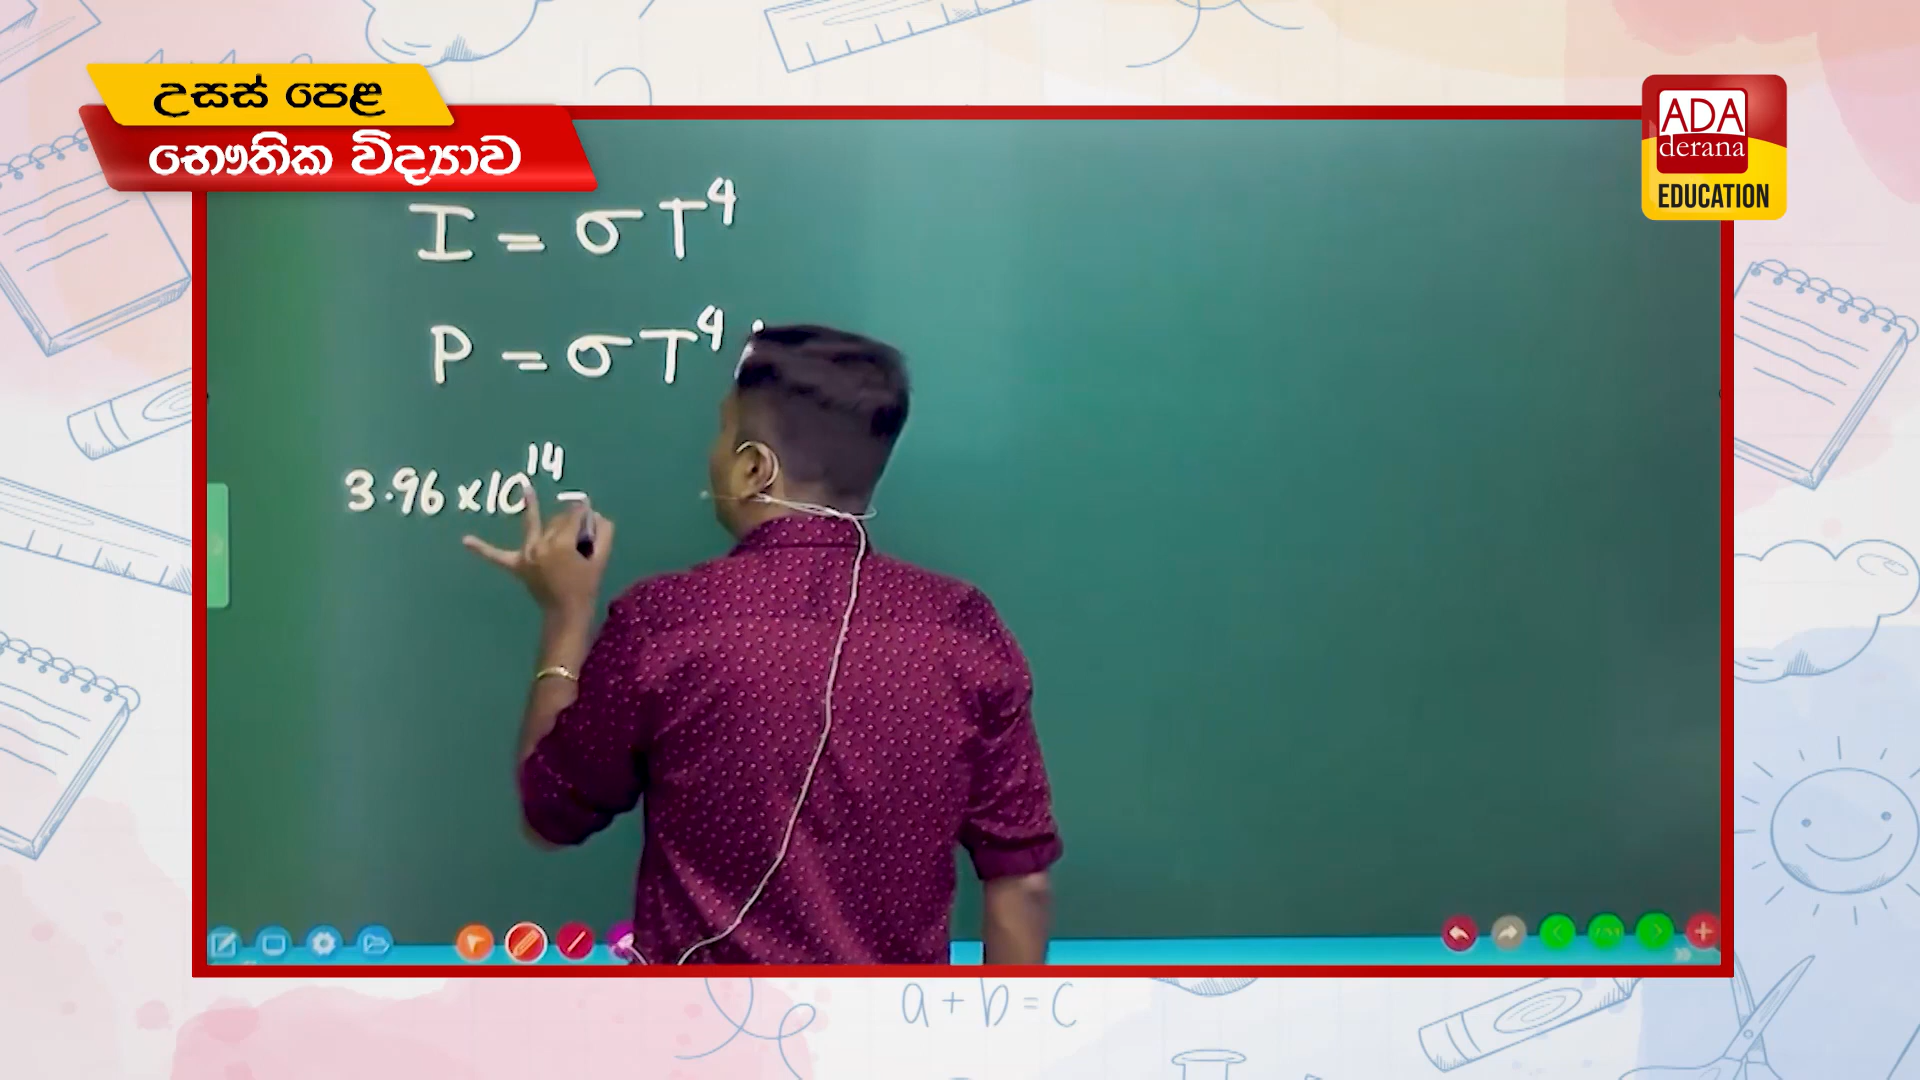 උසස් පෙළ
භෞතික විද්‍යාව
ADA
derana
EDUCATION
I = σT⁴
P = σT⁴
3.96 ×10¹⁴ =
a + b = c